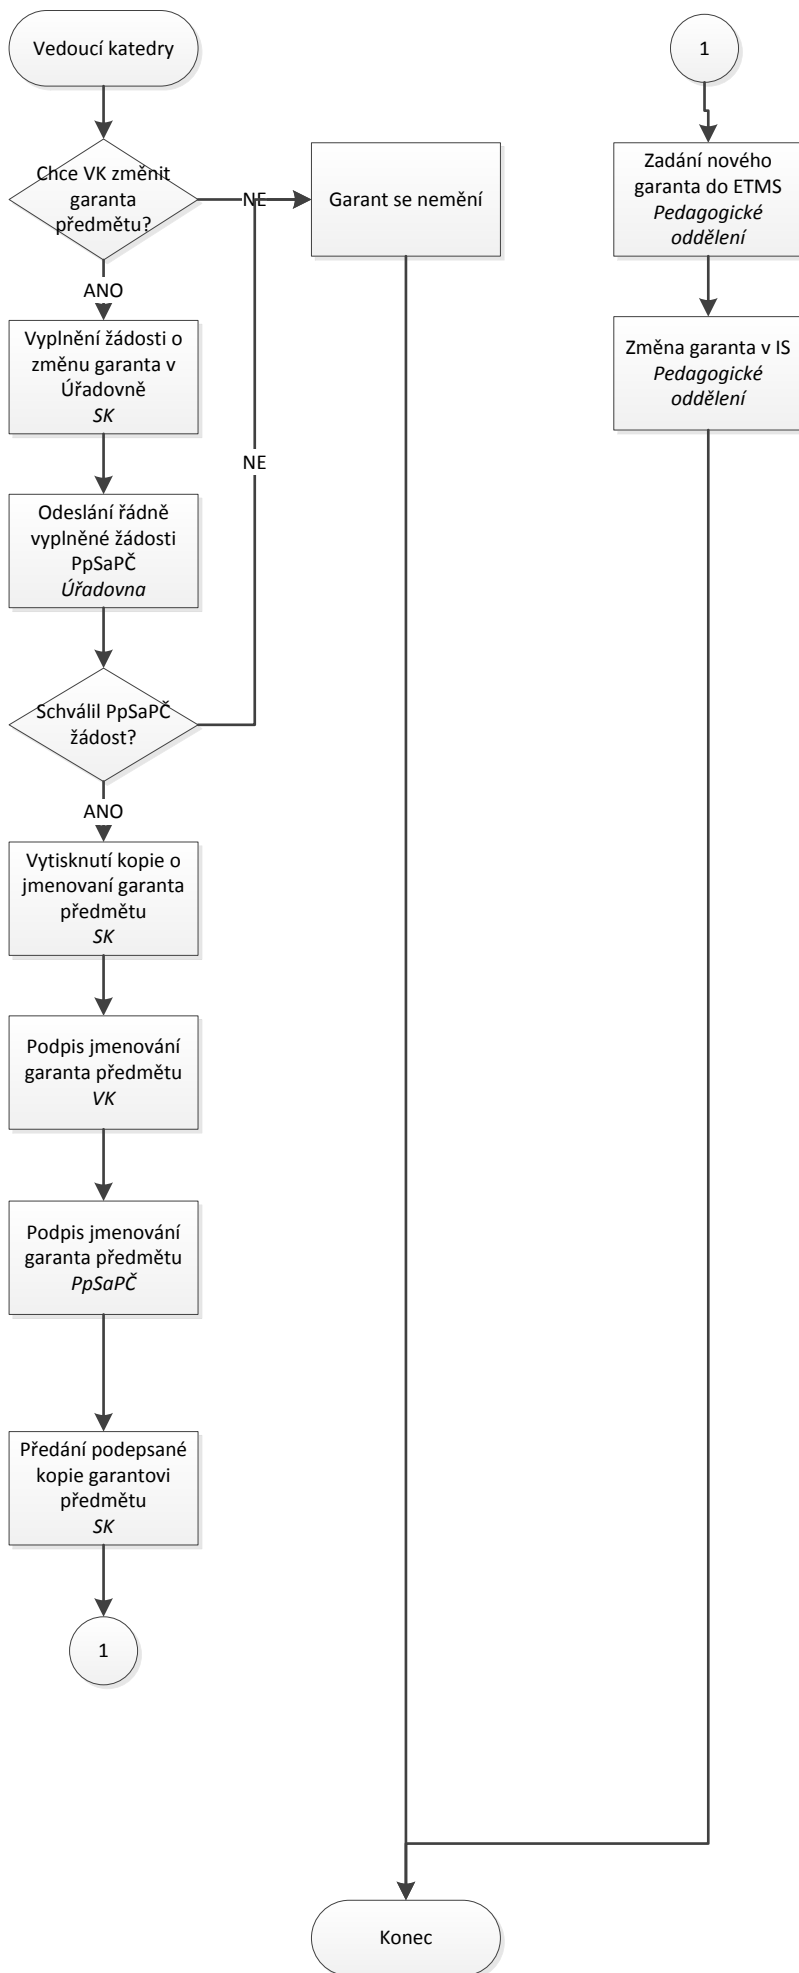 Vedoucí katedry
Chce VK změnit
garanta
předmětu?
NE
Garant se nemění
ANO
Vyplnění žádosti o
změnu garanta v
Úřadovně
SK
NE
Odeslání řádně
vyplněné žádosti
PpSaPČ
Úřadovna
Schválil PpSaPČ
žádost?
ANO
Vytisknutí kopie o
jmenovaní garanta
předmětu
SK
Podpis jmenování
garanta předmětu
VK
Podpis jmenování
garanta předmětu
PpSaPČ
Předání podepsané
kopie garantovi
předmětu
SK
1
1
Zadání nového
garanta do ETMS
Pedagogické
oddělení
Změna garanta v IS
Pedagogické
oddělení
Konec